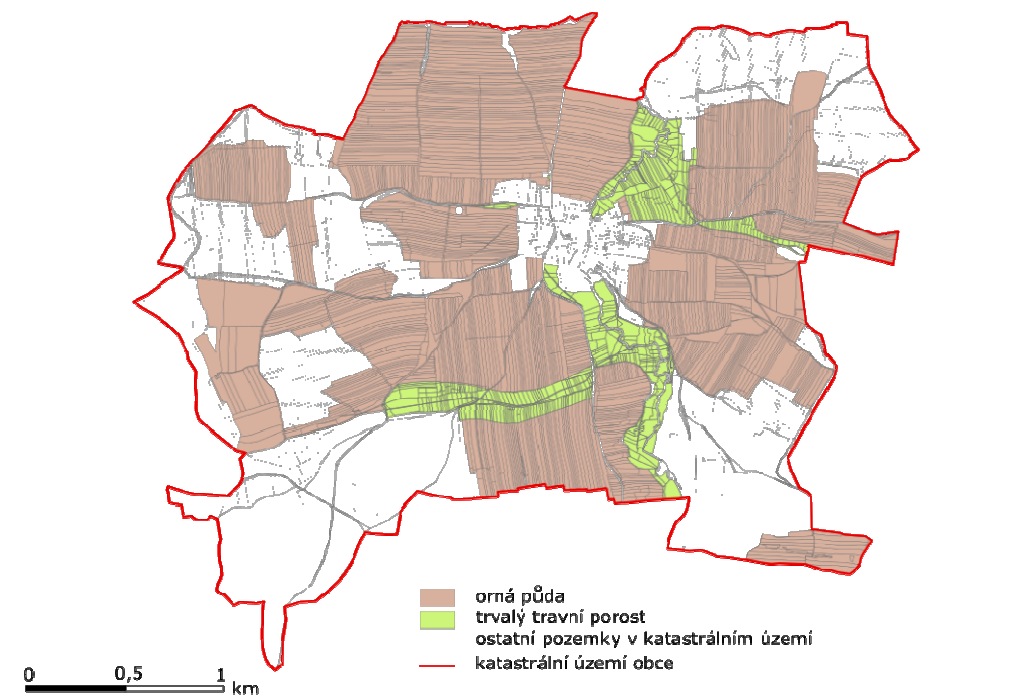 orná půda
trvalý travní porost
ostatní pozemky v katastrálním území
katastrální území obce
0 0,5 1 km